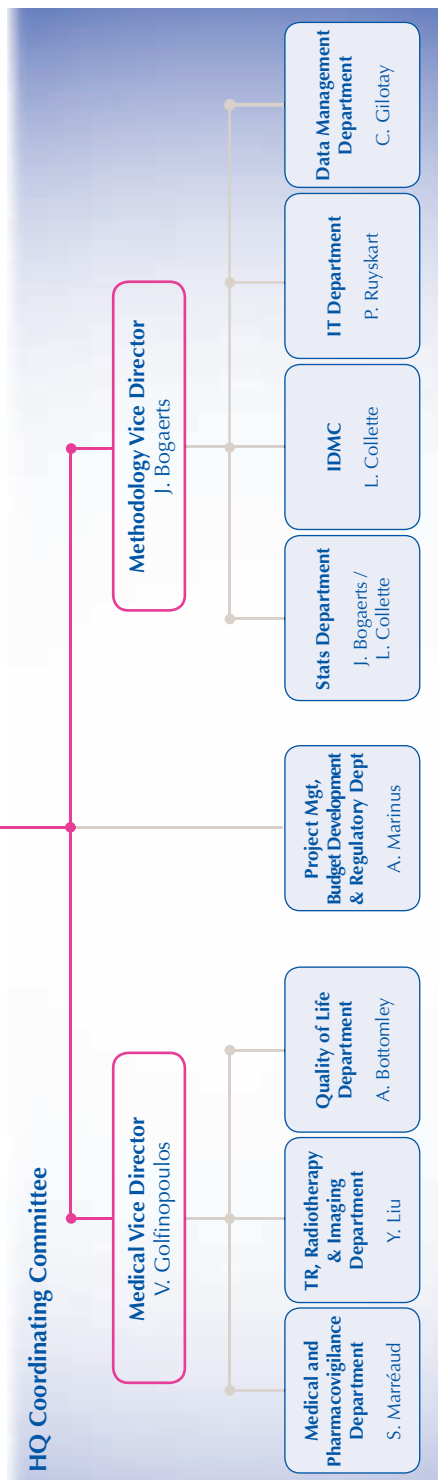 HQ Coordinating Committee
Medical Vice Director
V. Golfinopoulos
Methodology Vice Director
J. Bogaerts
Medical and
Pharmacovigilance
Department
S. Marréaud
TR, Radiotherapy
& Imaging
Department
Y. Liu
Quality of Life
Department
A. Bottomley
Project Mgt,
Budget Development
& Regulatory Dept
A. Marinus
Stats Department
J. Bogaerts /
L. Collette
IDMC
L. Collette
IT Department
P. Ruyskart
Data Management
Department
C. Gilotay